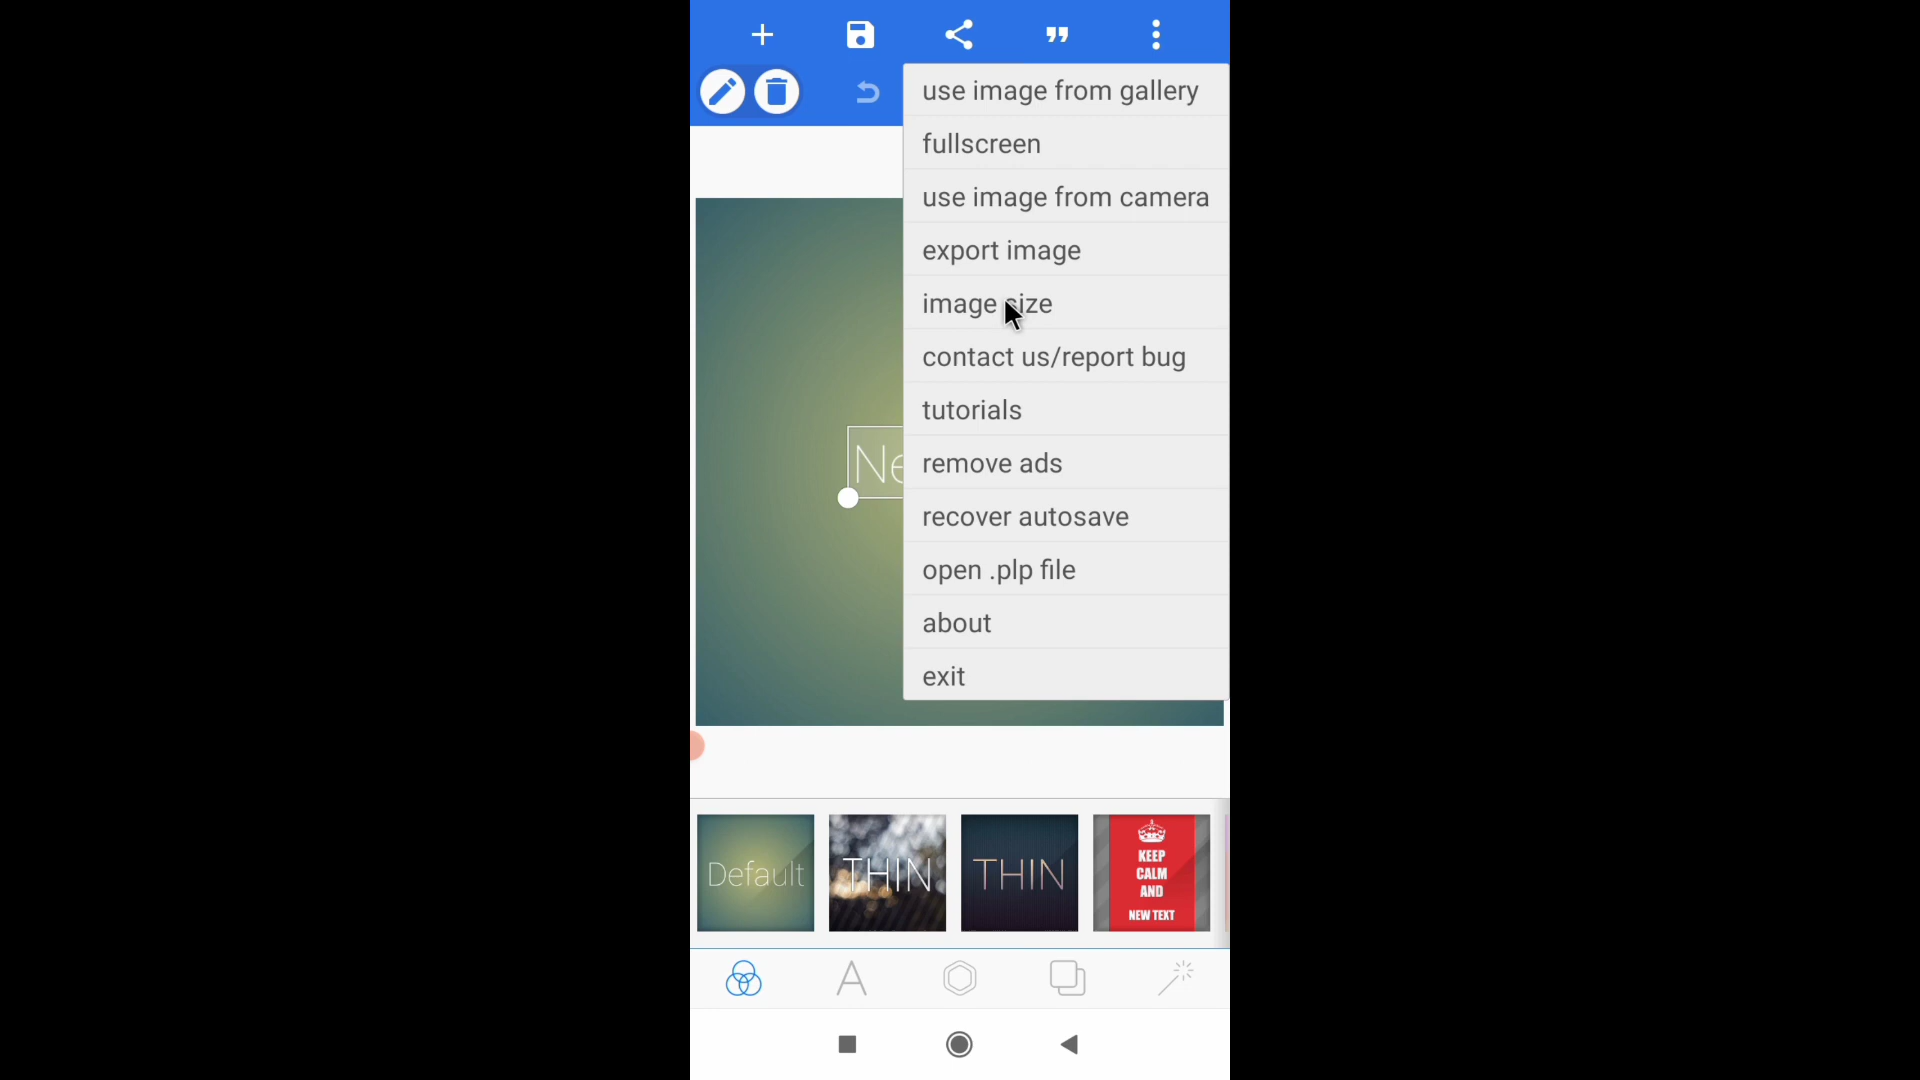 use image from gallery
fullscreen
use image from camera
export image
image size
contact us/report bug
tutorials
remove ads
recover autosave
open .plp file
about
exit
Ne
Default
THIN
THIN
KEEP
CALM
AND
NEW TEXT